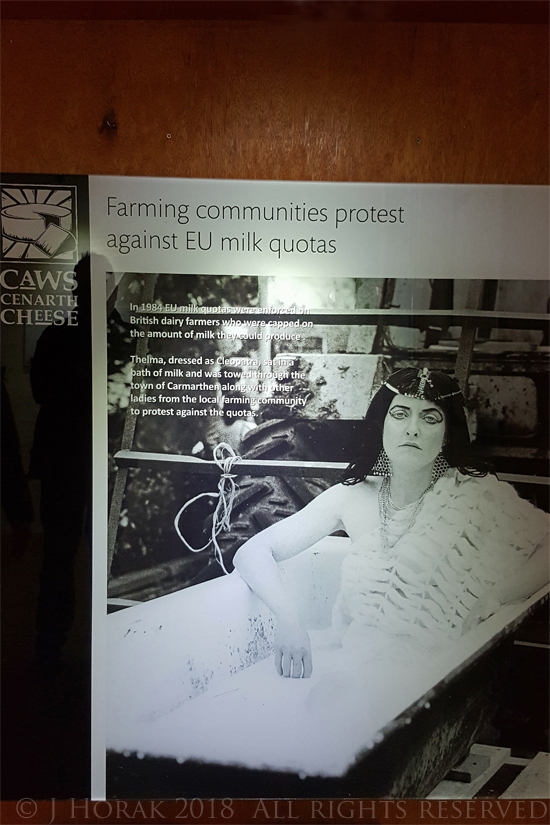 Farming communities protest
against EU milk quotas
CAWS
CENARTH
CHEESE
In 1984 EU milk quotas were enforced on
British dairy farmers who were capped on
the amount of milk they could produce
Thelma, dressed as Cleopatra, sat in a
bath of milk and was towed through the
town of Carmarthen along with other
ladies from the local farming community
to protest against the quotas.
© J HORAK 2018 ALL RIGHTS RESERVED